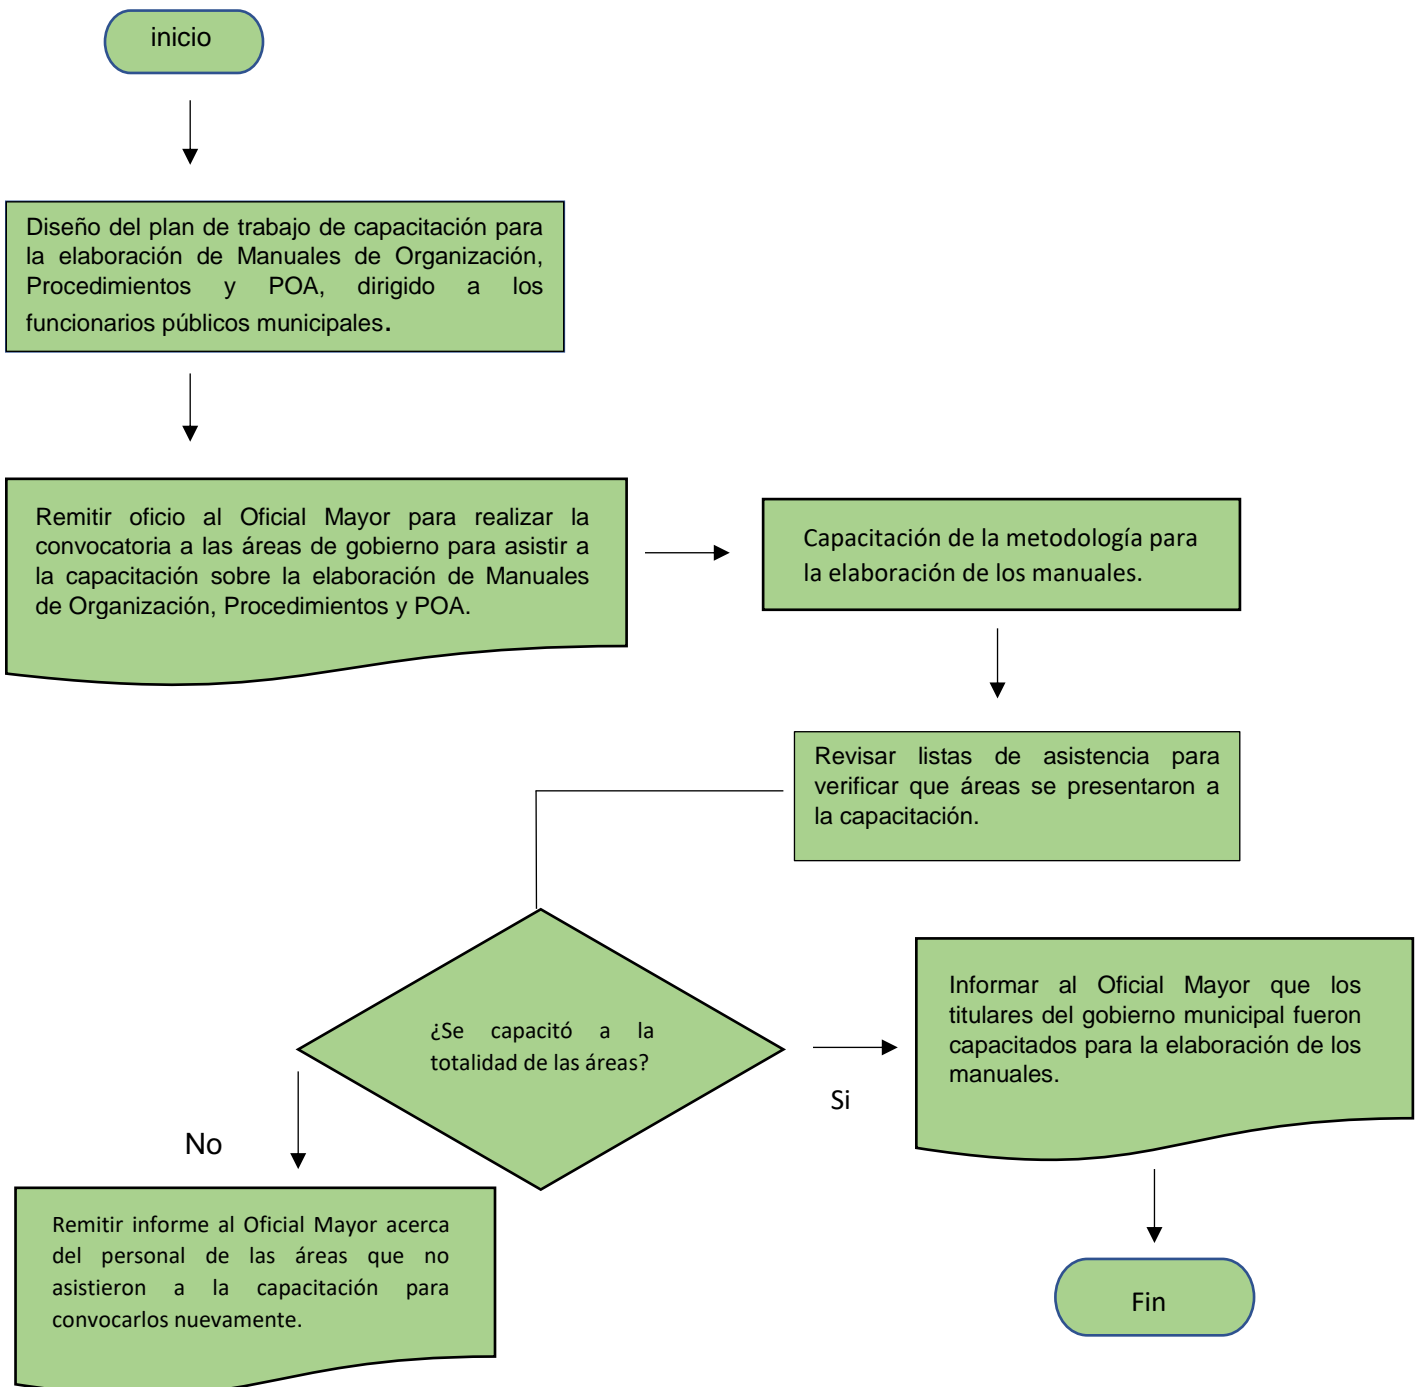 inicio
Diseño del plan de trabajo de capacitación para
la elaboración de Manuales de Organización,
Procedimientos y POA, dirigido a los
funcionarios públicos municipales.
Remitir oficio al Oficial Mayor para realizar la
convocatoria a las áreas de gobierno para asistir a
la capacitación sobre la elaboración de Manuales
de Organización, Procedimientos y POA.
Capacitación de la metodología para
la elaboración de los manuales.
Revisar listas de asistencia para
verificar que áreas se presentaron a
la capacitación.
¿Se capacitó a la
totalidad de las áreas?
Si
Informar al Oficial Mayor que los
titulares del gobierno municipal fueron
capacitados para la elaboración de los
manuales.
No
Remitir informe al Oficial Mayor acerca
del personal de las áreas que no
asistieron a la capacitación para
convocarlos nuevamente.
Fin